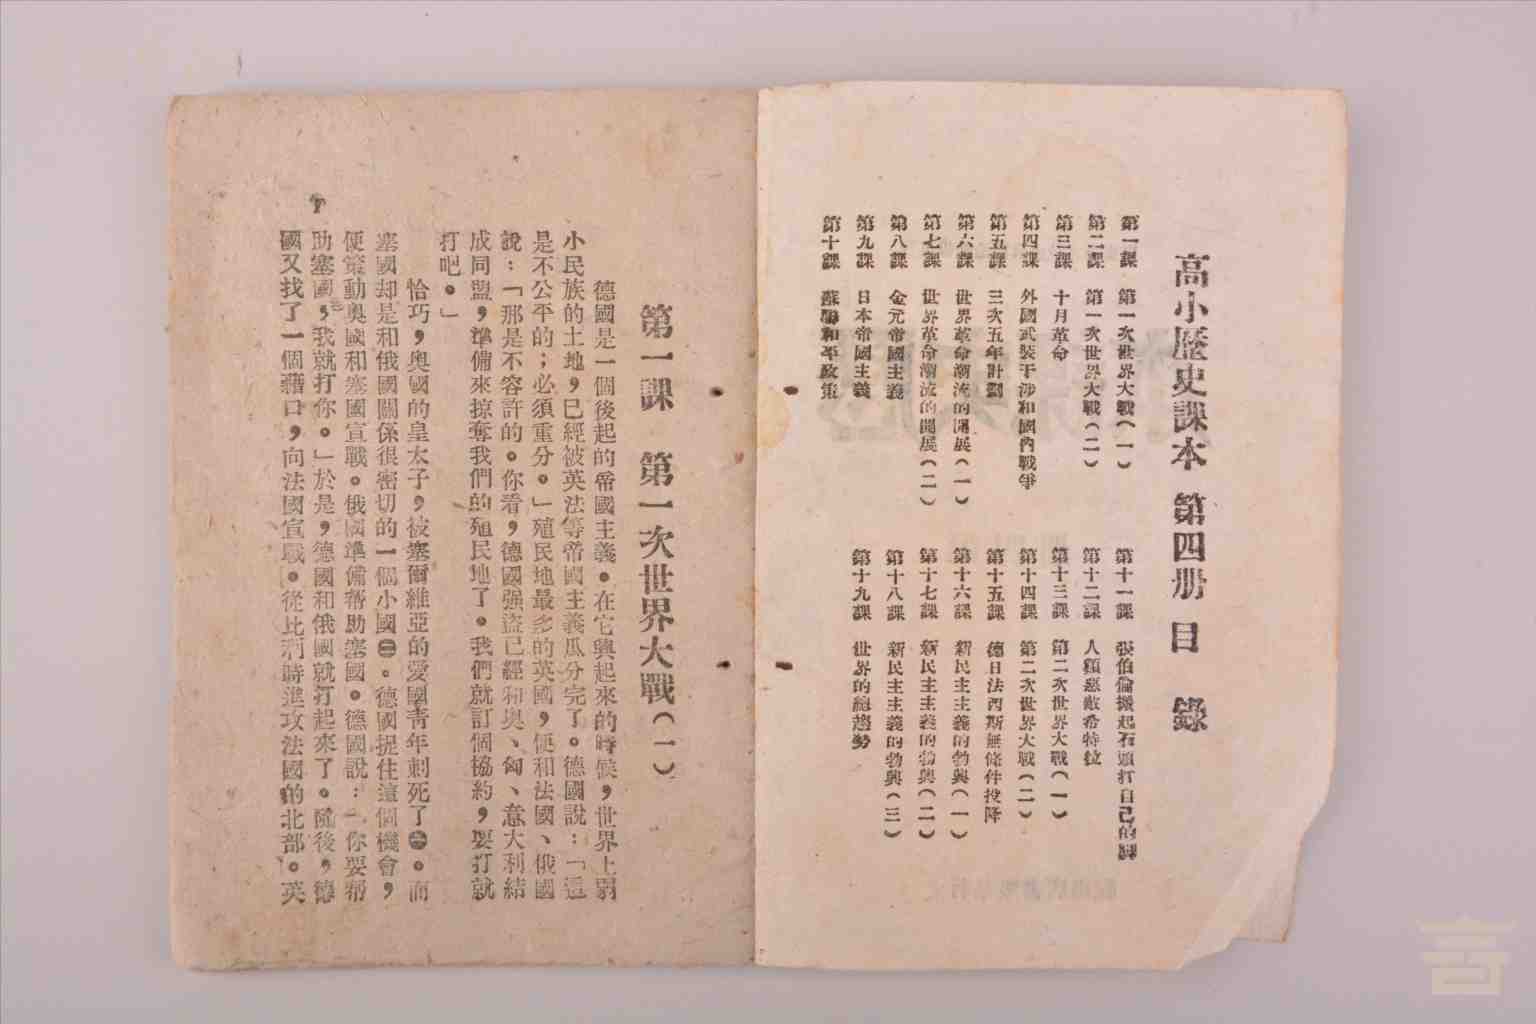 高小歷史課本 第四册 目錄
第一課 第一次世界大戰(一)
第二課 第一次世界大戰(二)
第三課 十月革命
第四課 外國武裝干涉和國內戰爭
第五課 三次五年計劃
第六課 世界革命潮流的開展(一)
第七課 世界革命潮流的開展(二)
第八課 金元帝國主義
第九課 日本帝國主義
第十課 蘇聯和平政策
第十一課 張伯倫搬起石頭打自己的脚
第十二課 人類惡敵希特拉
第十三課 第二次世界大戰(一)
第十四課 第二次世界大戰(二)
第十五課 德日法西斯無條件投降
第十六課 新民主主義的勃興(一)
第十七課 新民主主義的勃興(二)
第十八課 新民主主義的勃興(三)
第十九課 世界的總趨勢
第一課 第一次世界大戰(一)
德國是一個後起的帝國主義。在它興起來的時候,世界上弱
小民族的土地,已經被英法等帝國主義瓜分完了。德國說:「這
是不公平的;必須重分。」殖民地最多的英國,便和法國、俄國
說:「那是不容許的。你看,德國强盜已經和奧、匈、意大利結
成同盟,準備來掠奪我們的殖民地了。我們就訂個協約,要打就
打吧。」
恰巧,奧國的皇太子,被塞爾維亞的愛國青年刺死了㊁。而
塞國却是和俄國關係很密切的一個小國㊁。德國捉住這個機會,
便策動奧國和塞國宣戰。俄國準備帮助塞國。德國說:「你要帮
助塞國,我就打你。」於是,德國和俄國就打起來了。隨後,德
國又找了一個藉口,向法國宣戰。從比利時進攻法國的北部。英